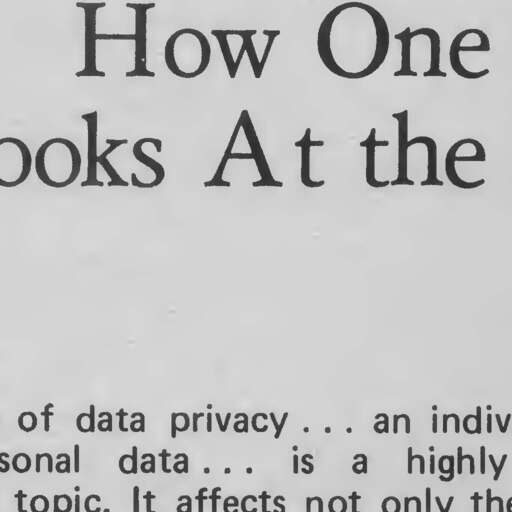 How One
ooks At the
of data privacy ... an indiv
sonal data ... is a highly
topic. It affects not only the